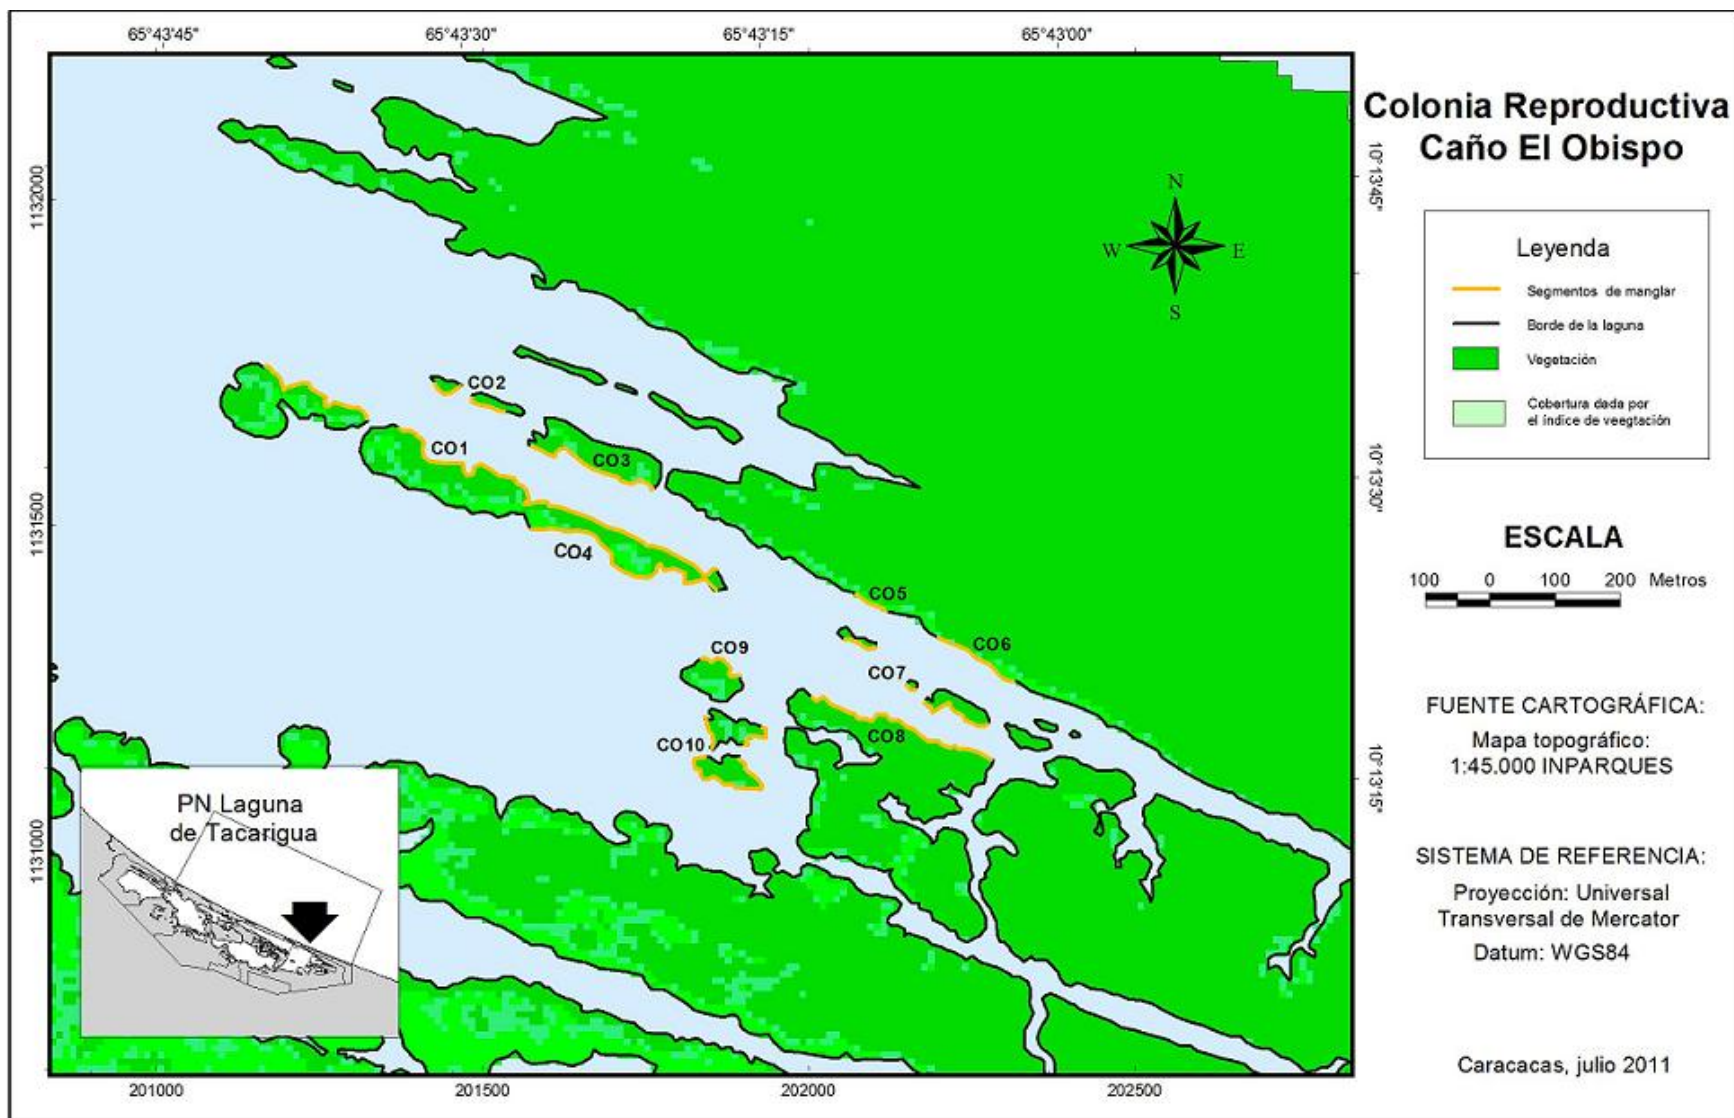 65°43'45"
65°43'30"
65°43'15"
65°43'00"
Colonia Reproductiva
Caño El Obispo
1132000
1131500
1131000
10°13'45"
10°13'30"
10°13'15"
N
W
E
S
CO2
CO1
CO3
CO4
CO5
CO6
CO9
CO7
CO8
CO10
PN Laguna
de Tacarigua
201000
201500
202000
202500
Leyenda
Segmentos de manglar
Borde de la laguna
Vegetación
Cobertura dada por
el índice de veegtación
ESCALA
100 0 100 200 Metros
FUENTE CARTOGRÁFICA:
Mapa topográfico:
1:45.000 INPARQUES
SISTEMA DE REFERENCIA:
Proyección: Universal
Transversal de Mercator
Datum: WGS84
Caracacas, julio 2011